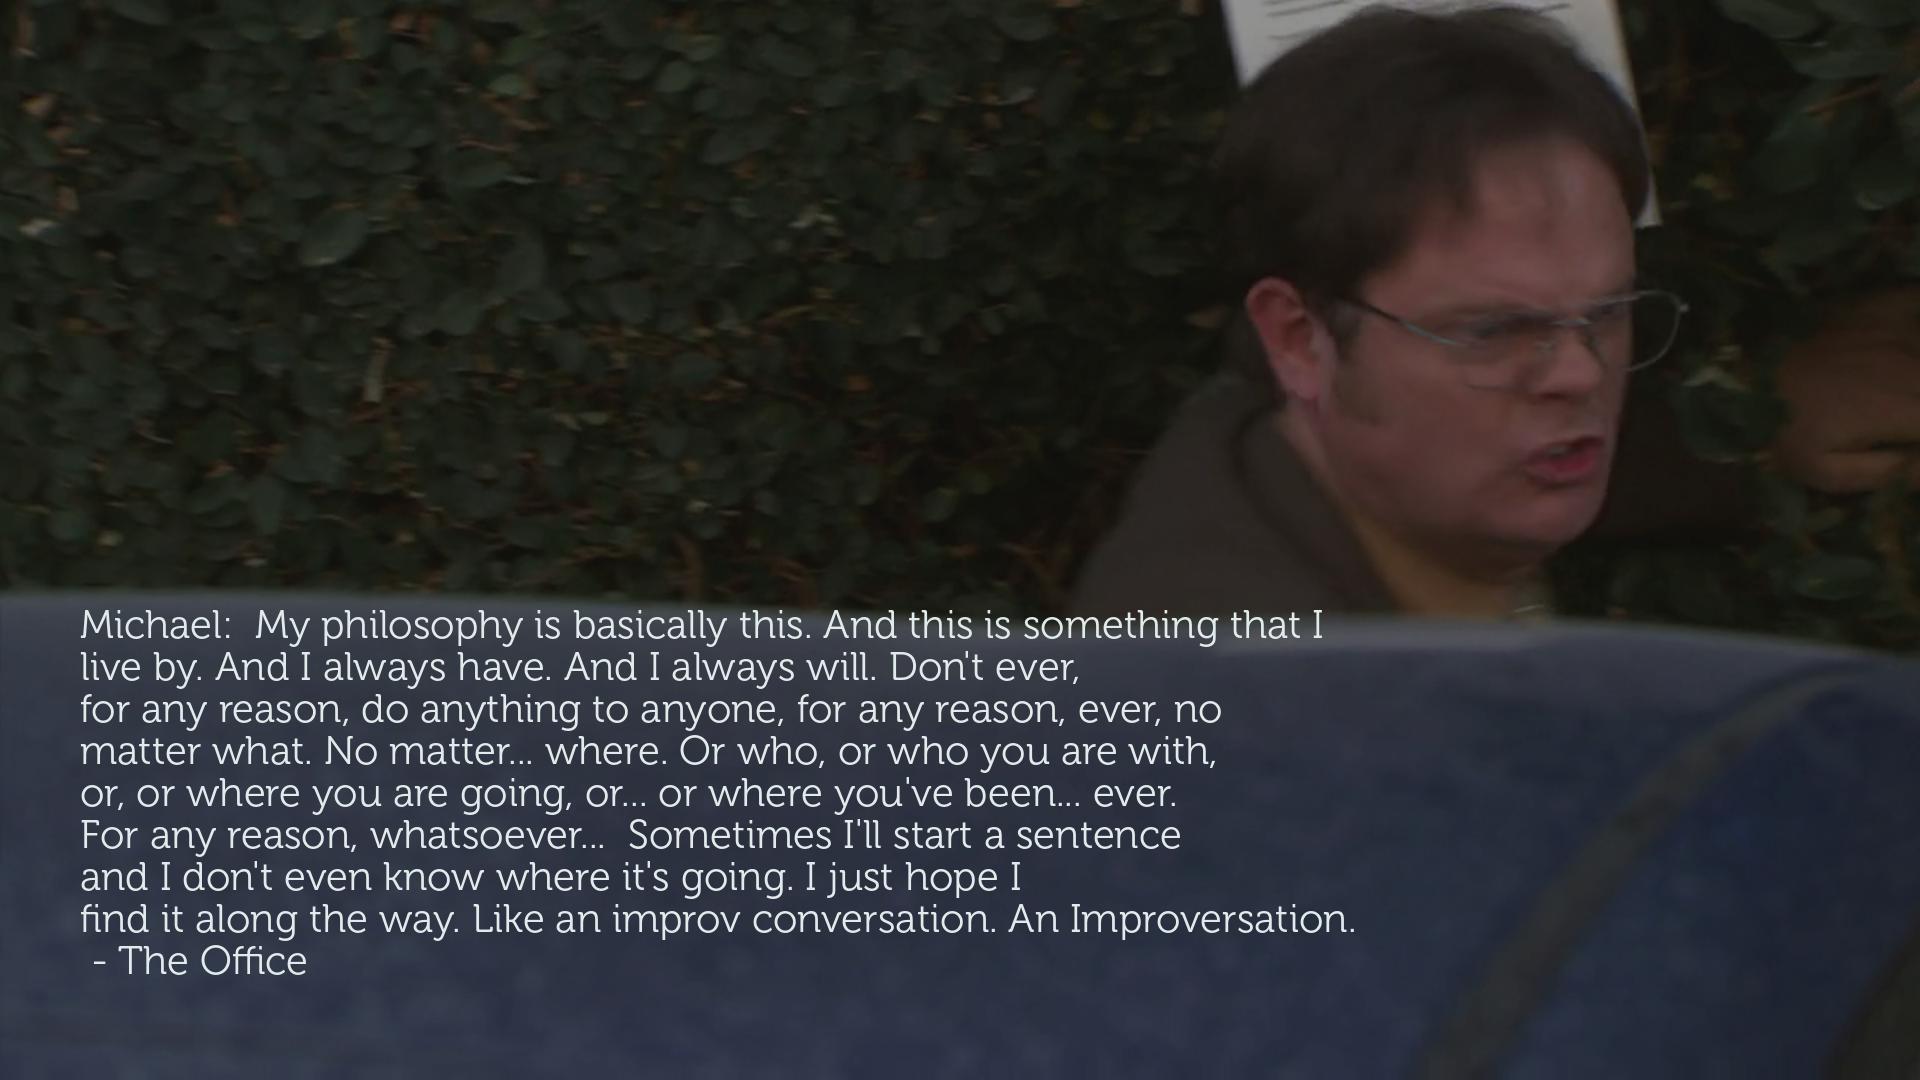 Michael:  My philosophy is basically this. And this is something that I
live by. And I always have. And I always will. Don't ever,
for any reason, do anything to anyone, for any reason, ever, no
matter what. No matter... where. Or who, or who you are with,
or, or where you are going, or... or where you've been... ever.
For any reason, whatsoever...  Sometimes I'll start a sentence
and I don't even know where it's going. I just hope I
find it along the way. Like an improv conversation. An Improversation.
- The Office